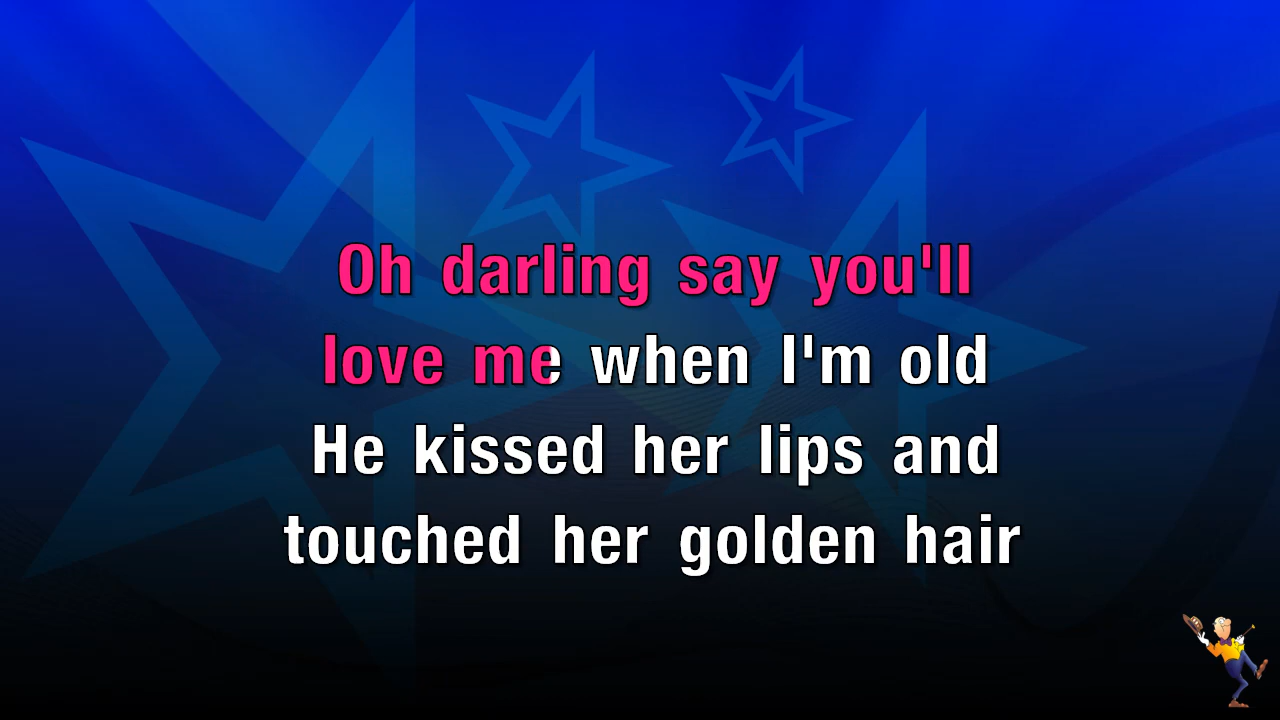 Oh darling say you'll
love me when I'm old
He kissed her lips and
touched her golden hair